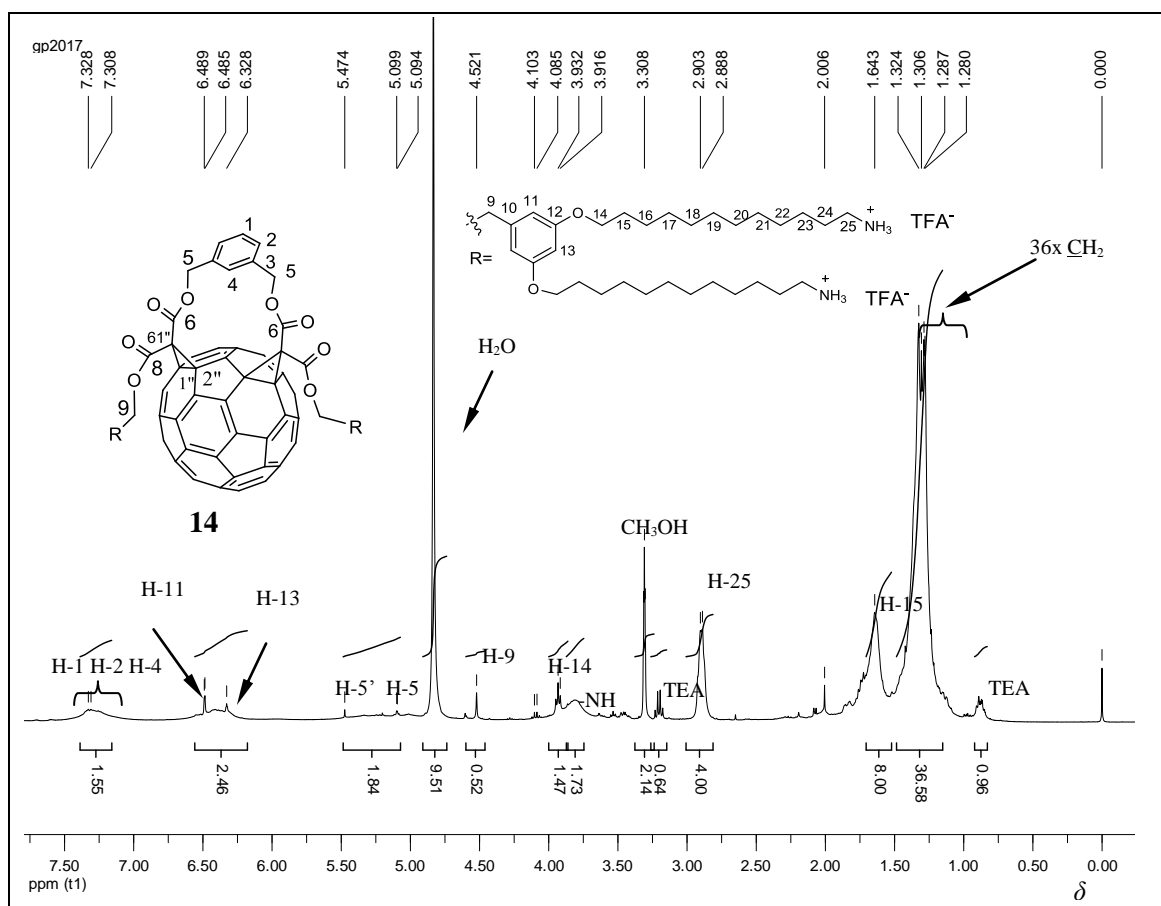 gp2017
7.328
7.308
6.489
6.485
6.328
5.474
5.099
5.094
4.521
4.103
4.085
3.932
3.916
3.308
2.903
2.888
2.006
1.643
1.324
1.306
1.287
1.280
0.000
9 11 12 O 14 16 18 20 22 24 + TFA-
10 15 17 19 21 23 25 NH3
R= 13
O + TFA-
NH3
36x CH2
1
2
5 3 5
4
O O O O
6 6
O 61'' O
8
O 1'' 2'' O
9
R R
14
H2O
CH3OH
H-11
H-13
H-25
H-15
H-1 H-2 H-4
H-5'
H-5
H-9
H-14
NH
TEA
TEA
1.55
2.46
1.84
9.51
0.52
1.47
1.73
2.14
0.64
4.00
8.00
36.58
0.96
7.50 7.00 6.50 6.00 5.50 5.00 4.50 4.00 3.50 3.00 2.50 2.00 1.50 1.00 0.50 0.00
ppm (t1) δ